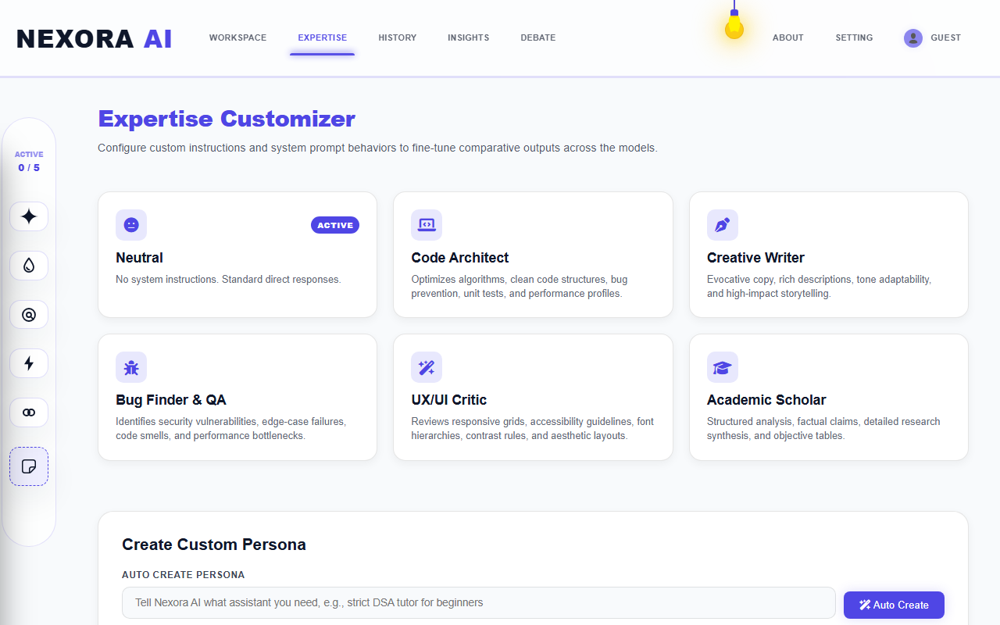 NEXORA AI
WORKSPACE
EXPERTISE
HISTORY
INSIGHTS
DEBATE
ABOUT
SETTING
GUEST
ACTIVE
0 / 5
Expertise Customizer
Configure custom instructions and system prompt behaviors to fine-tune comparative outputs across the models.
ACTIVE
Neutral
No system instructions. Standard direct responses.
Code Architect
Optimizes algorithms, clean code structures, bug
prevention, unit tests, and performance profiles.
Creative Writer
Evocative copy, rich descriptions, tone adaptability,
and high-impact storytelling.
Bug Finder & QA
Identifies security vulnerabilities, edge-case failures,
code smells, and performance bottlenecks.
UX/UI Critic
Reviews responsive grids, accessibility guidelines, font
hierarchies, contrast rules, and aesthetic layouts.
Academic Scholar
Structured analysis, factual claims, detailed research
synthesis, and objective tables.
Create Custom Persona
AUTO CREATE PERSONA
Tell Nexora AI what assistant you need, e.g., strict DSA tutor for beginners
Auto Create